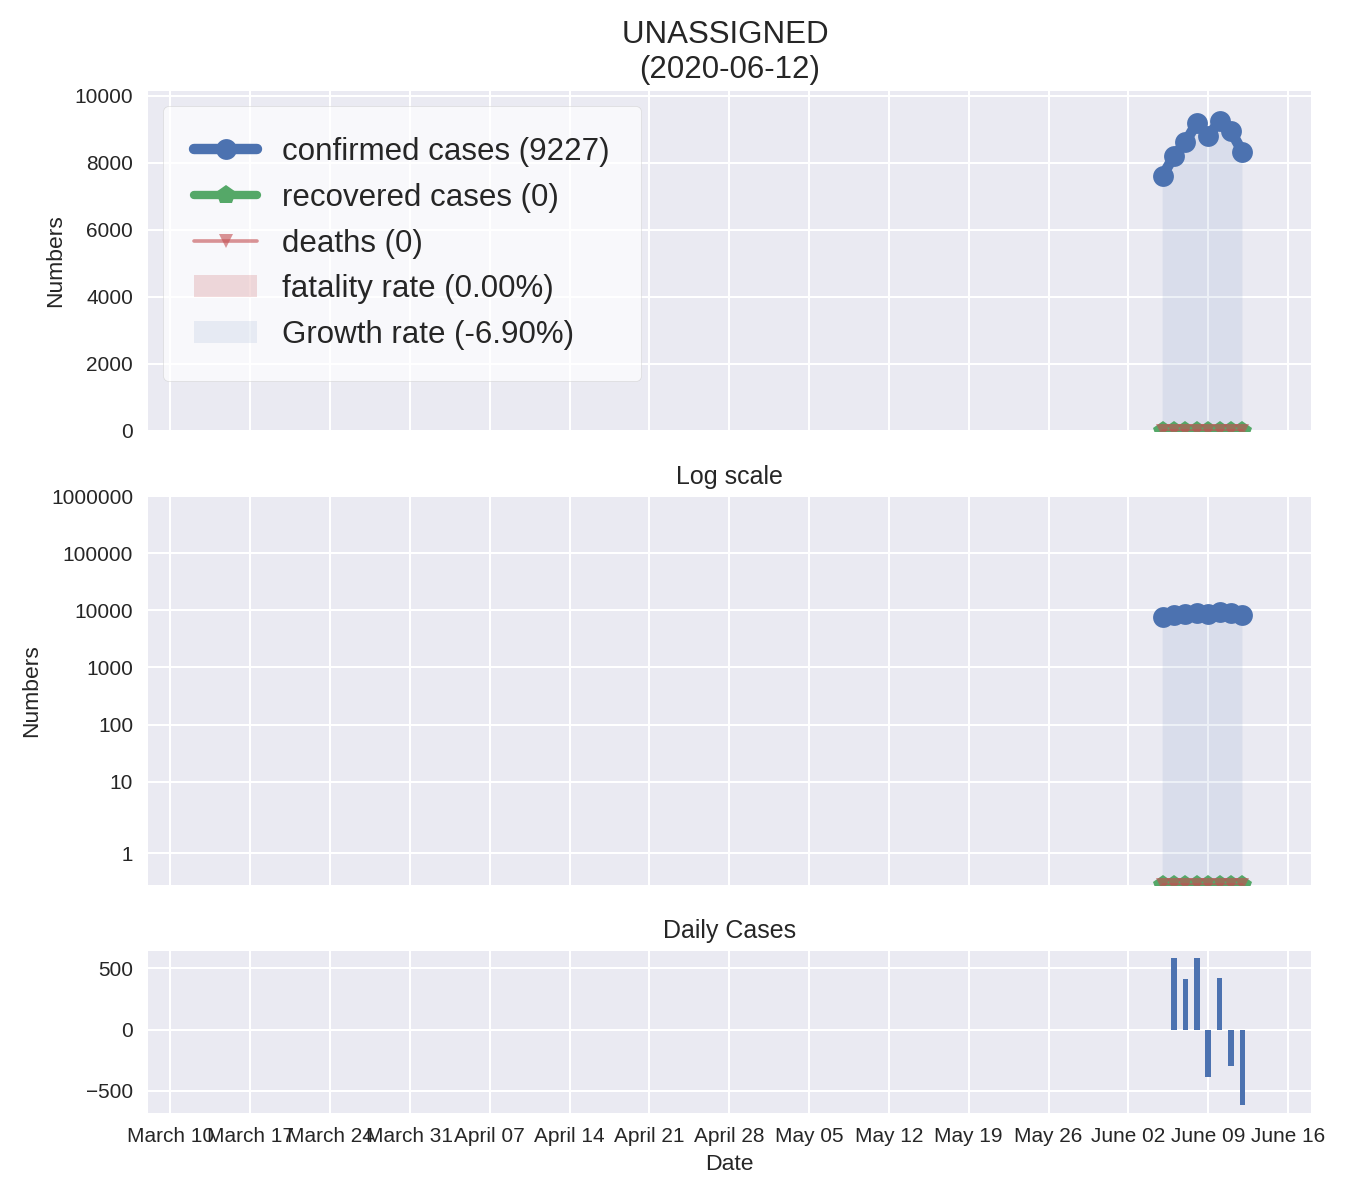 UNASSIGNED
(2020-06-12)
10000
8000
6000
4000
2000
0
Numbers
confirmed cases (9227)
recovered cases (0)
deaths (0)
fatality rate (0.00%)
Growth rate (-6.90%)
Log scale
1000000
100000
10000
1000
100
10
1
Numbers
Daily Cases
500
0
−500
March 10 March 17 March 24 March 31 April 07 April 14 April 21 April 28 May 05 May 12 May 19 May 26 June 02 June 09 June 16
Date